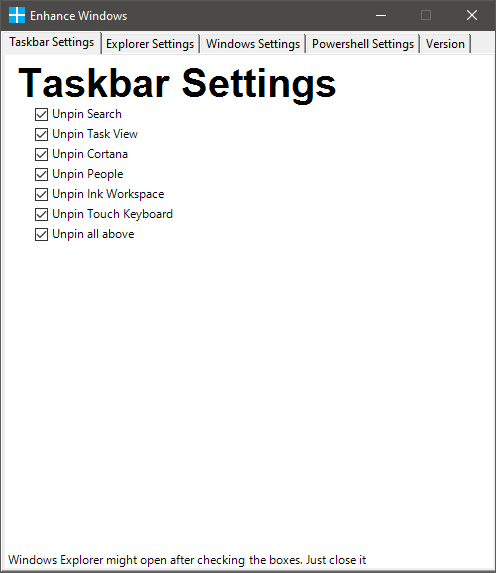 Enhance Windows
Taskbar Settings Explorer Settings Windows Settings Powershell Settings Version
Taskbar Settings
Unpin Search
Unpin Task View
Unpin Cortana
Unpin People
Unpin Ink Workspace
Unpin Touch Keyboard
Unpin all above
Windows Explorer might open after checking the boxes. Just close it